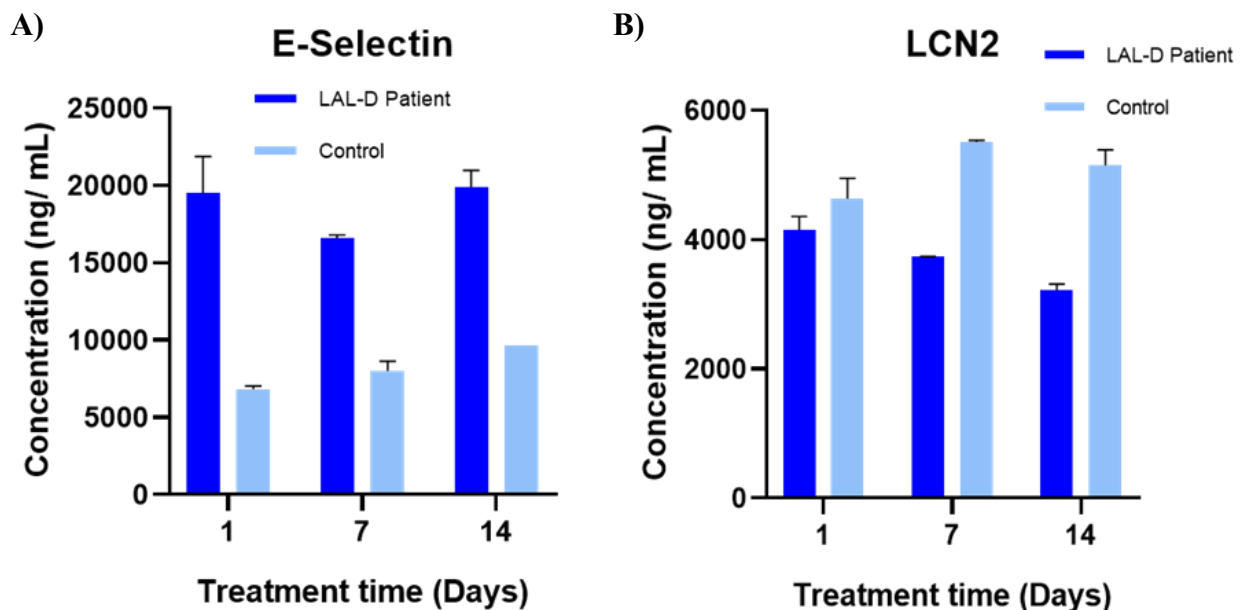 A)
E-Selectin
LAL-D Patient
Control
Concentration (ng/ mL)
25000
20000
15000
10000
5000
0
1
7
14
Treatment time (Days)
B)
LCN2
LAL-D Patient
Control
Concentration (ng/ mL)
6000
4000
2000
0
1
7
14
Treatment time (Days)